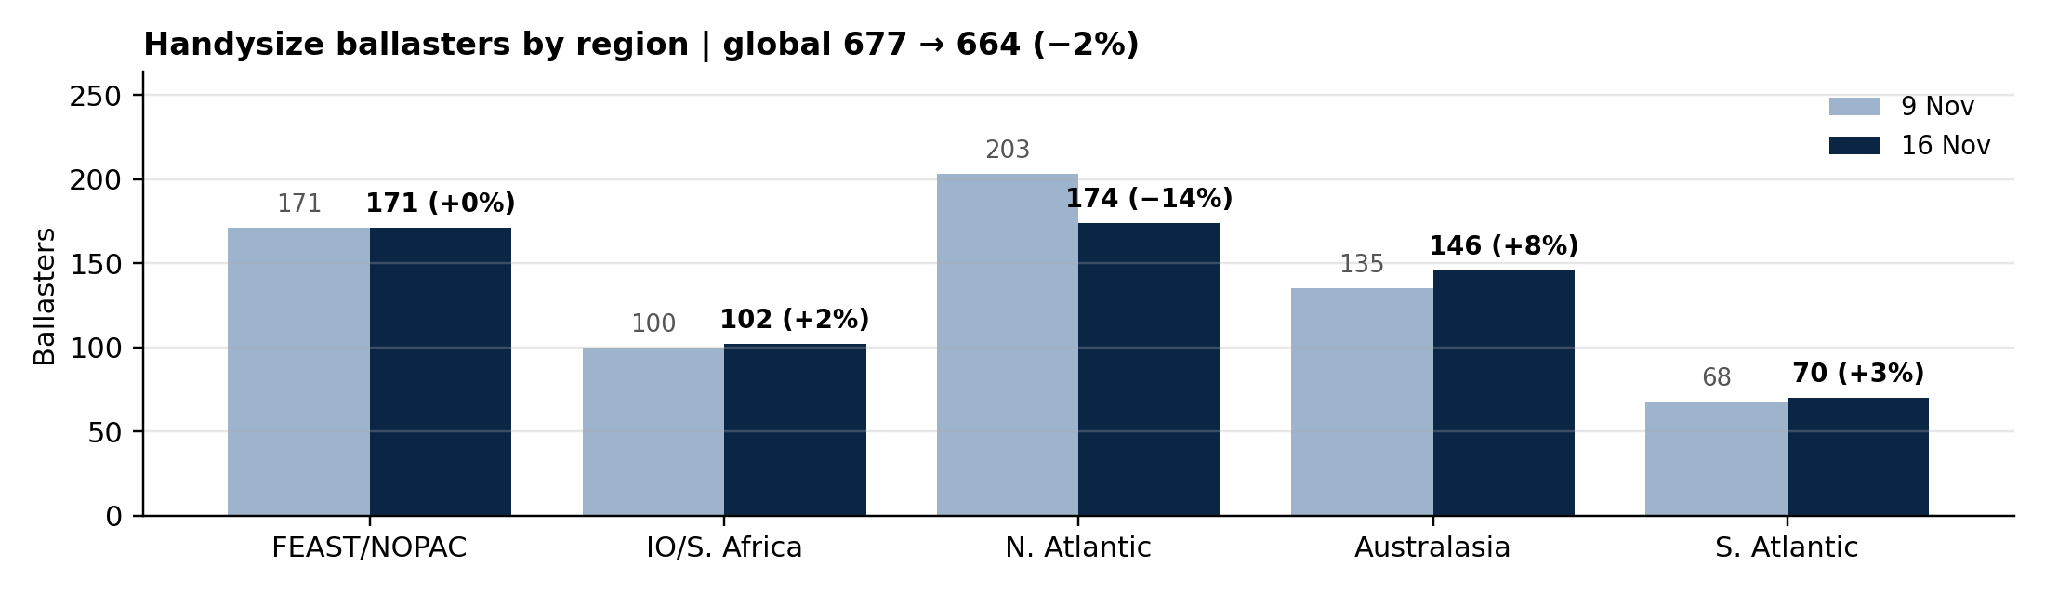 Handysize ballasters by region | global 677 → 664 (−2%)
Ballasters
250
200
150
100
50
0
9 Nov
16 Nov
171
171 (+0%)
100
102 (+2%)
203
174 (−14%)
135
146 (+8%)
68
70 (+3%)
FEAST/NOPAC
IO/S. Africa
N. Atlantic
Australasia
S. Atlantic